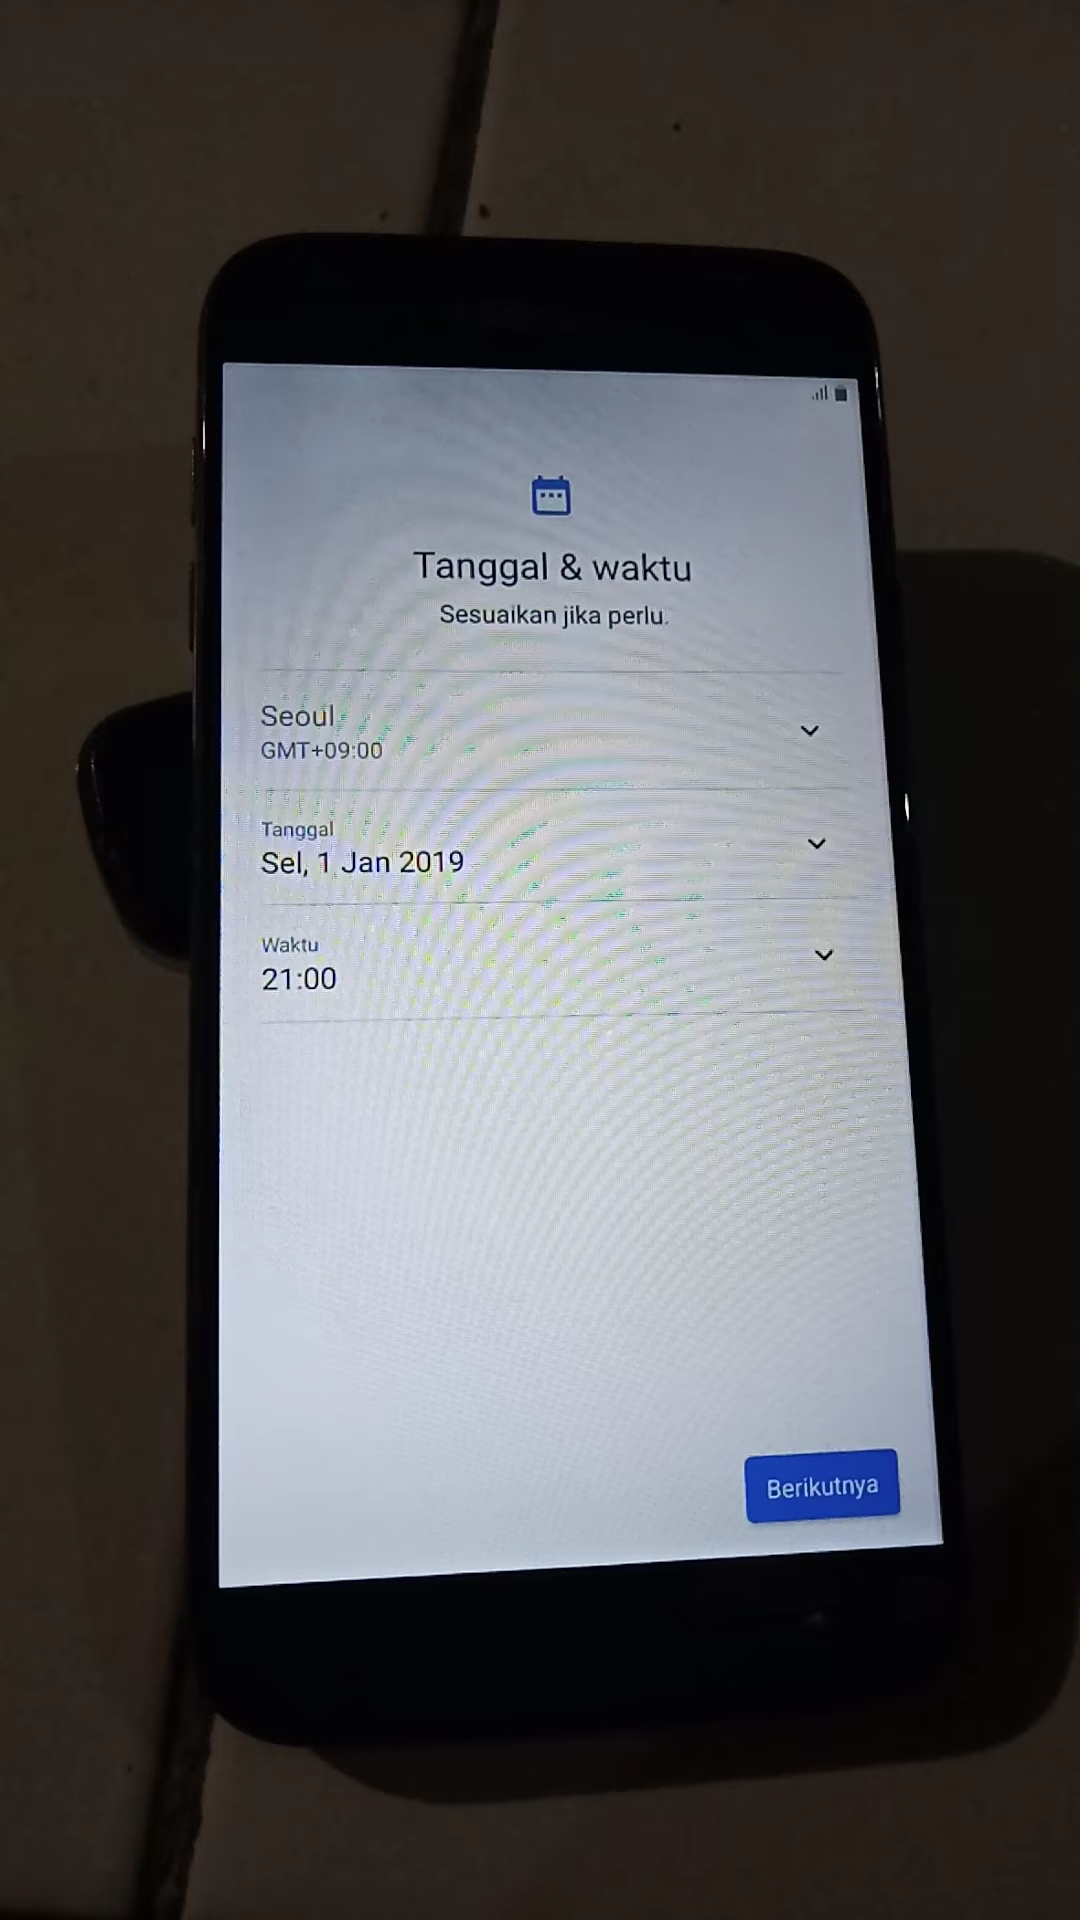 Tanggal & waktu
Sesuaikan jika perlu.
Seoul
GMT+09:00
Tanggal
Sel, 1 Jan 2019
Waktu
21:00
Berikutnya